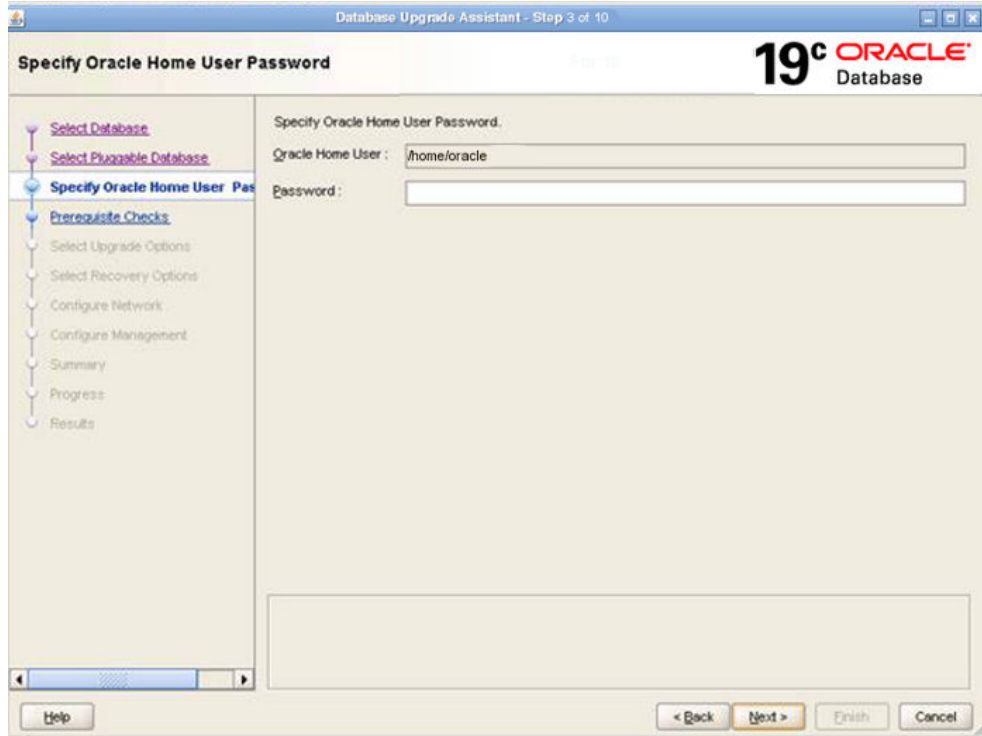 Database Upgrade Assistant - Step 3 of 10
Specify Oracle Home User Password
19c ORACLE
Database
Select Database
Select Pluggable Database
Specify Oracle Home User Pas
Prerequisite Checks
Select Upgrade Options
Select Recovery Options
Configure Network
Configure Management
Summary
Progress
Results
Specify Oracle Home User Password.
Oracle Home User :
/home/oracle
Password :
Help
< Back
Next >
Finish
Cancel